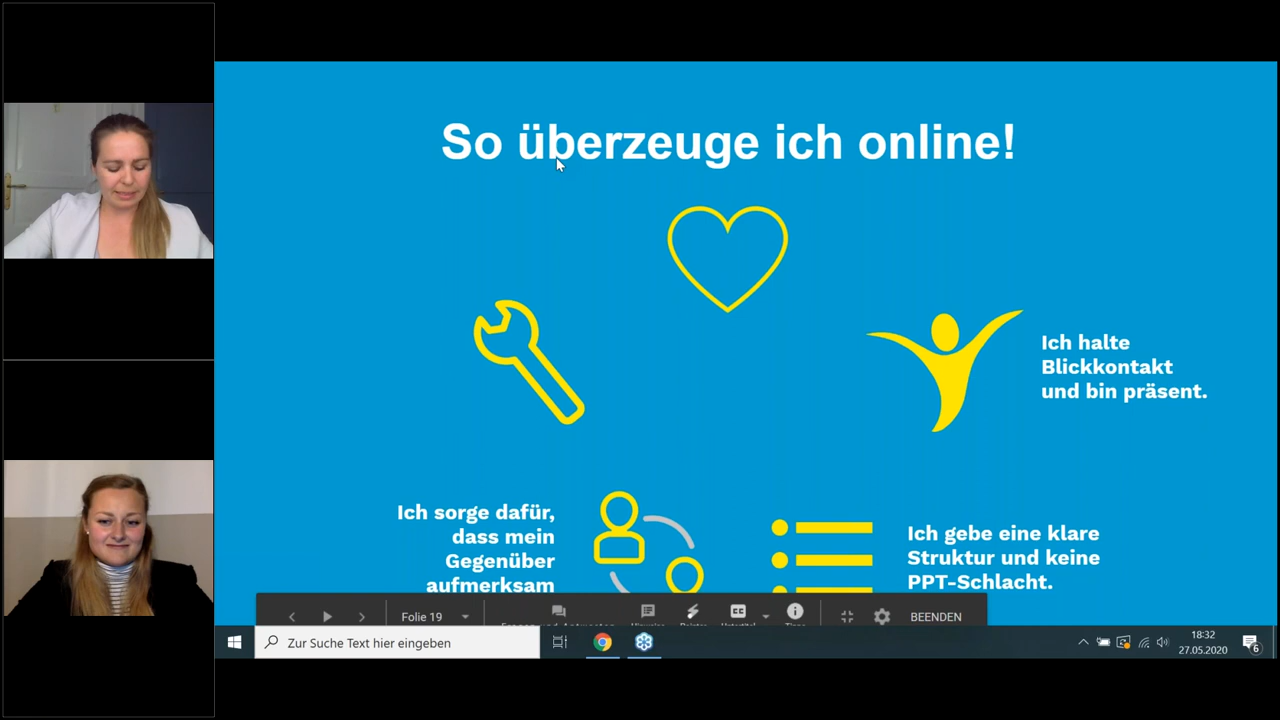 So überzeuge ich online!
Ich halte
Blickkontakt
und bin präsent.
Ich sorge dafür,
dass mein
Gegenüber
aufmerksam
Ich gebe eine klare
Struktur und keine
PPT-Schlacht.
Folie 19
BEENDEN
Zur Suche Text hier eingeben
18:32
27.05.2020
6